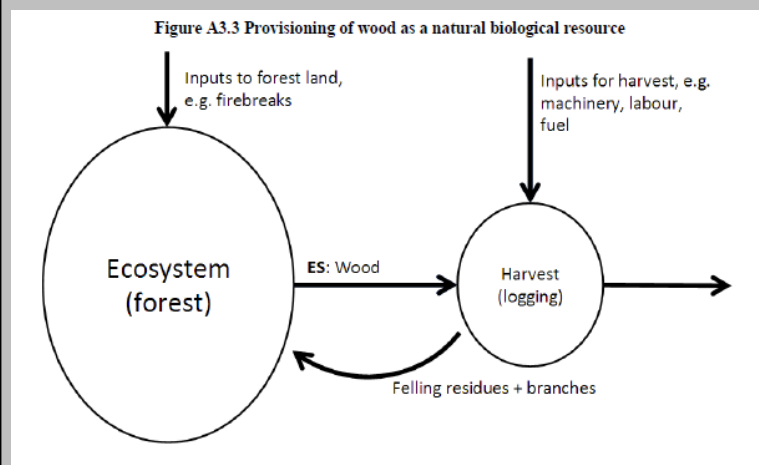 Figure A3.3 Provisioning of wood as a natural biological resource
Inputs to forest land,
e.g. firebreaks
Inputs for harvest, e.g.
machinery, labour,
fuel
Ecosystem
(forest)
ES: Wood
Harvest
(logging)
Felling residues + branches